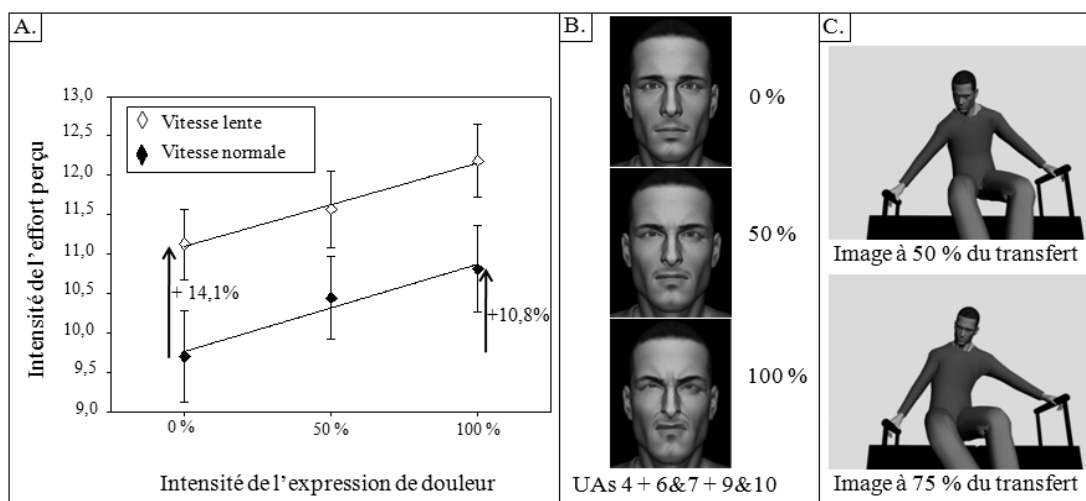 A.
13,0
12,5
12,0
11,5
11,0
10,5
10,0
9,5
9,0
Intensité de l'effort perçu
Vitesse lente
Vitesse normale
+ 14,1%
+10,8%
0 %
50 %
100 %
Intensité de l'expression de douleur
B.
0 %
50 %
100 %
UAs 4 + 6&7 + 9&10
C.
Image à 50 % du transfert
Image à 75 % du transfert